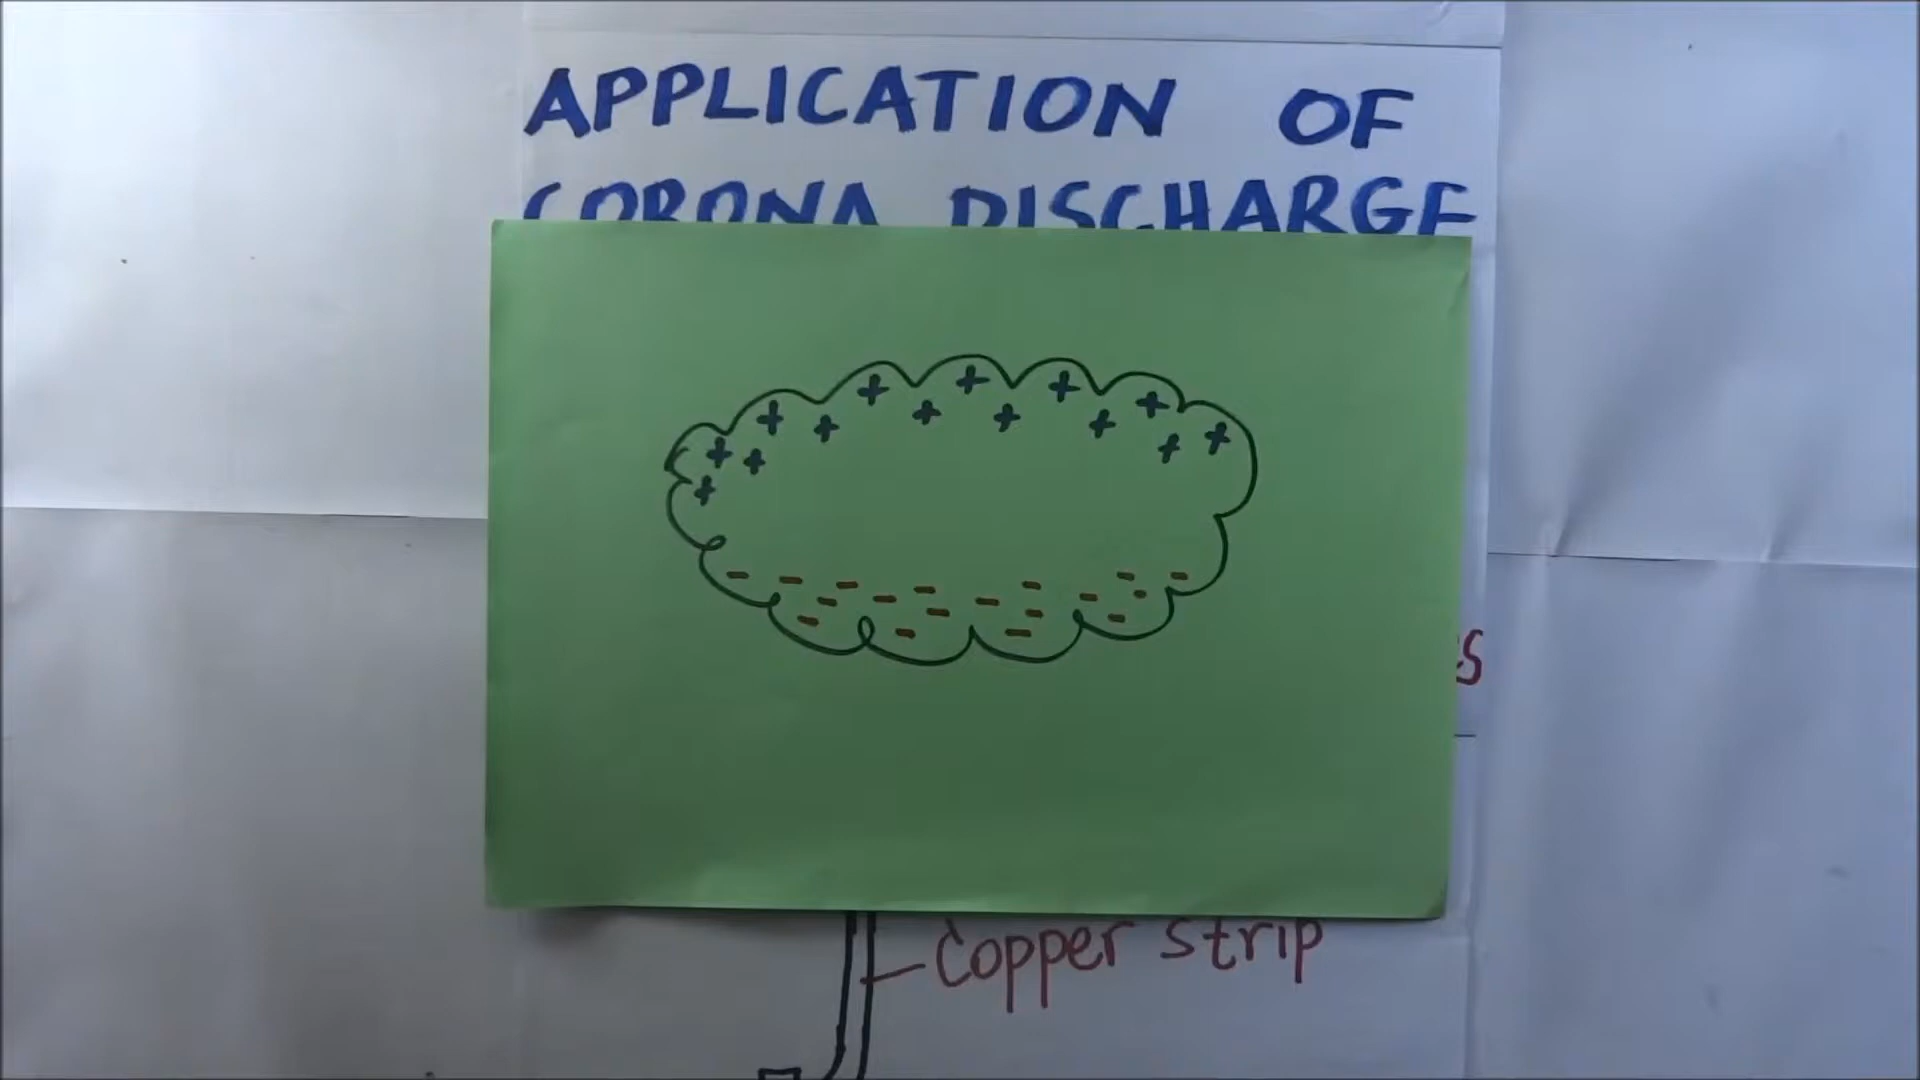 APPLICATION OF
CORONA DISCHARGE
+ + + + + + + + + + + + + + +
- - - - - - - - - - - - - - - - - - -
Copper strip